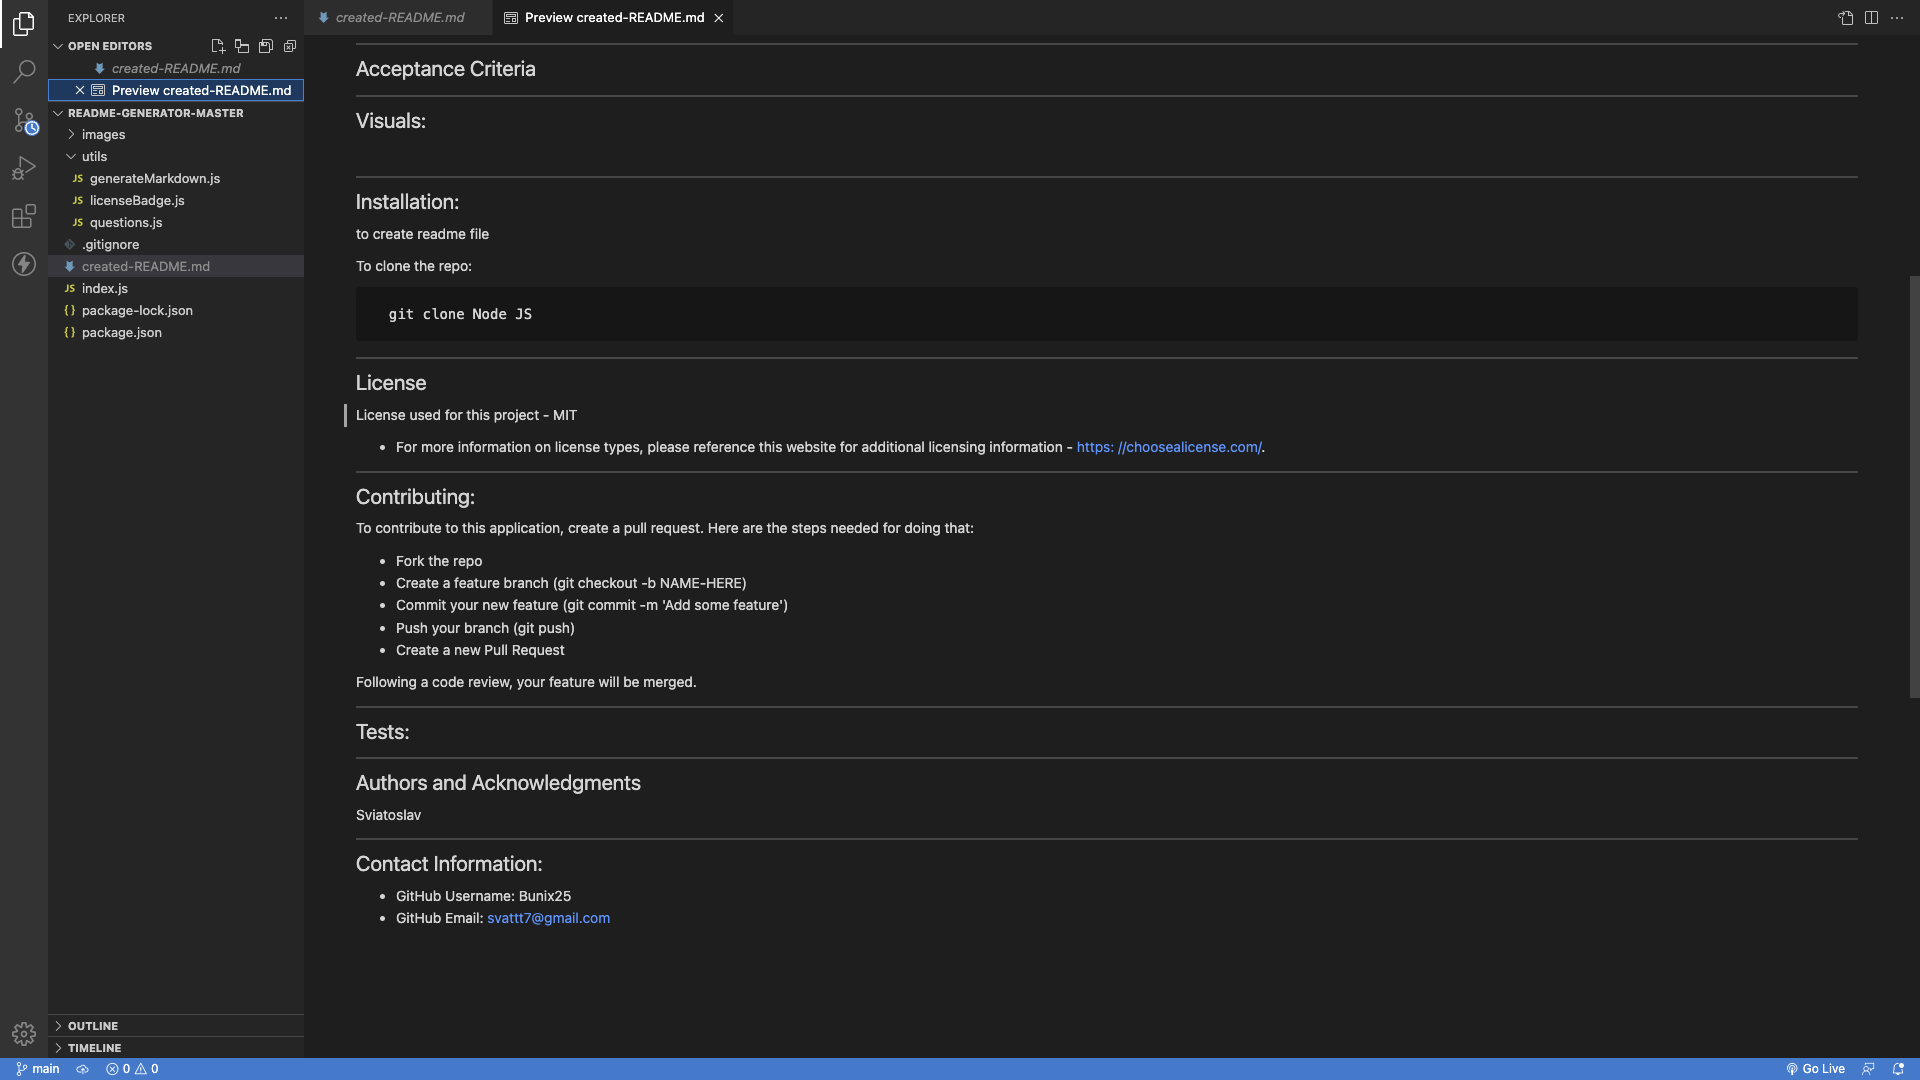 EXPLORER
OPEN EDITORS
created-README.md
Preview created-README.md
README-GENERATOR-MASTER
images
utils
JS generateMarkdown.js
JS licenseBadge.js
JS questions.js
.gitignore
created-README.md
JS index.js
{} package-lock.json
{} package.json
OUTLINE
TIMELINE
created-README.md
Preview created-README.md
Acceptance Criteria
Visuals:
Installation:
to create readme file
To clone the repo:
git clone Node JS
License
License used for this project - MIT
• For more information on license types, please reference this website for additional licensing information - https: //choosealicense.com/.
Contributing:
To contribute to this application, create a pull request. Here are the steps needed for doing that:
• Fork the repo
• Create a feature branch (git checkout -b NAME-HERE)
• Commit your new feature (git commit -m 'Add some feature')
• Push your branch (git push)
• Create a new Pull Request
Following a code review, your feature will be merged.
Tests:
Authors and Acknowledgments
Sviatoslav
Contact Information:
• GitHub Username: Bunix25
• GitHub Email: svattt7@gmail.com
main 0 0 Go Live